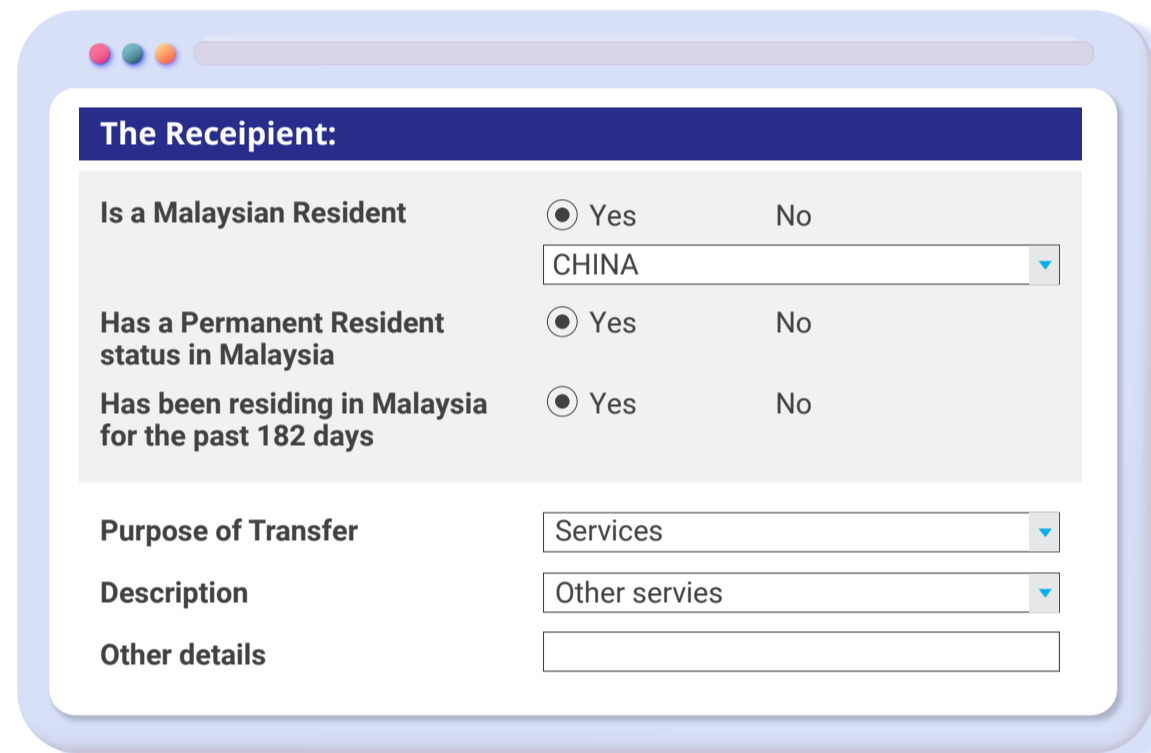 The Receipient:
Is a Malaysian Resident Yes No
CHINA
Has a Permanent Resident Yes No
status in Malaysia
Has been residing in Malaysia Yes No
for the past 182 days
Purpose of Transfer Services
Description Other servies
Other details